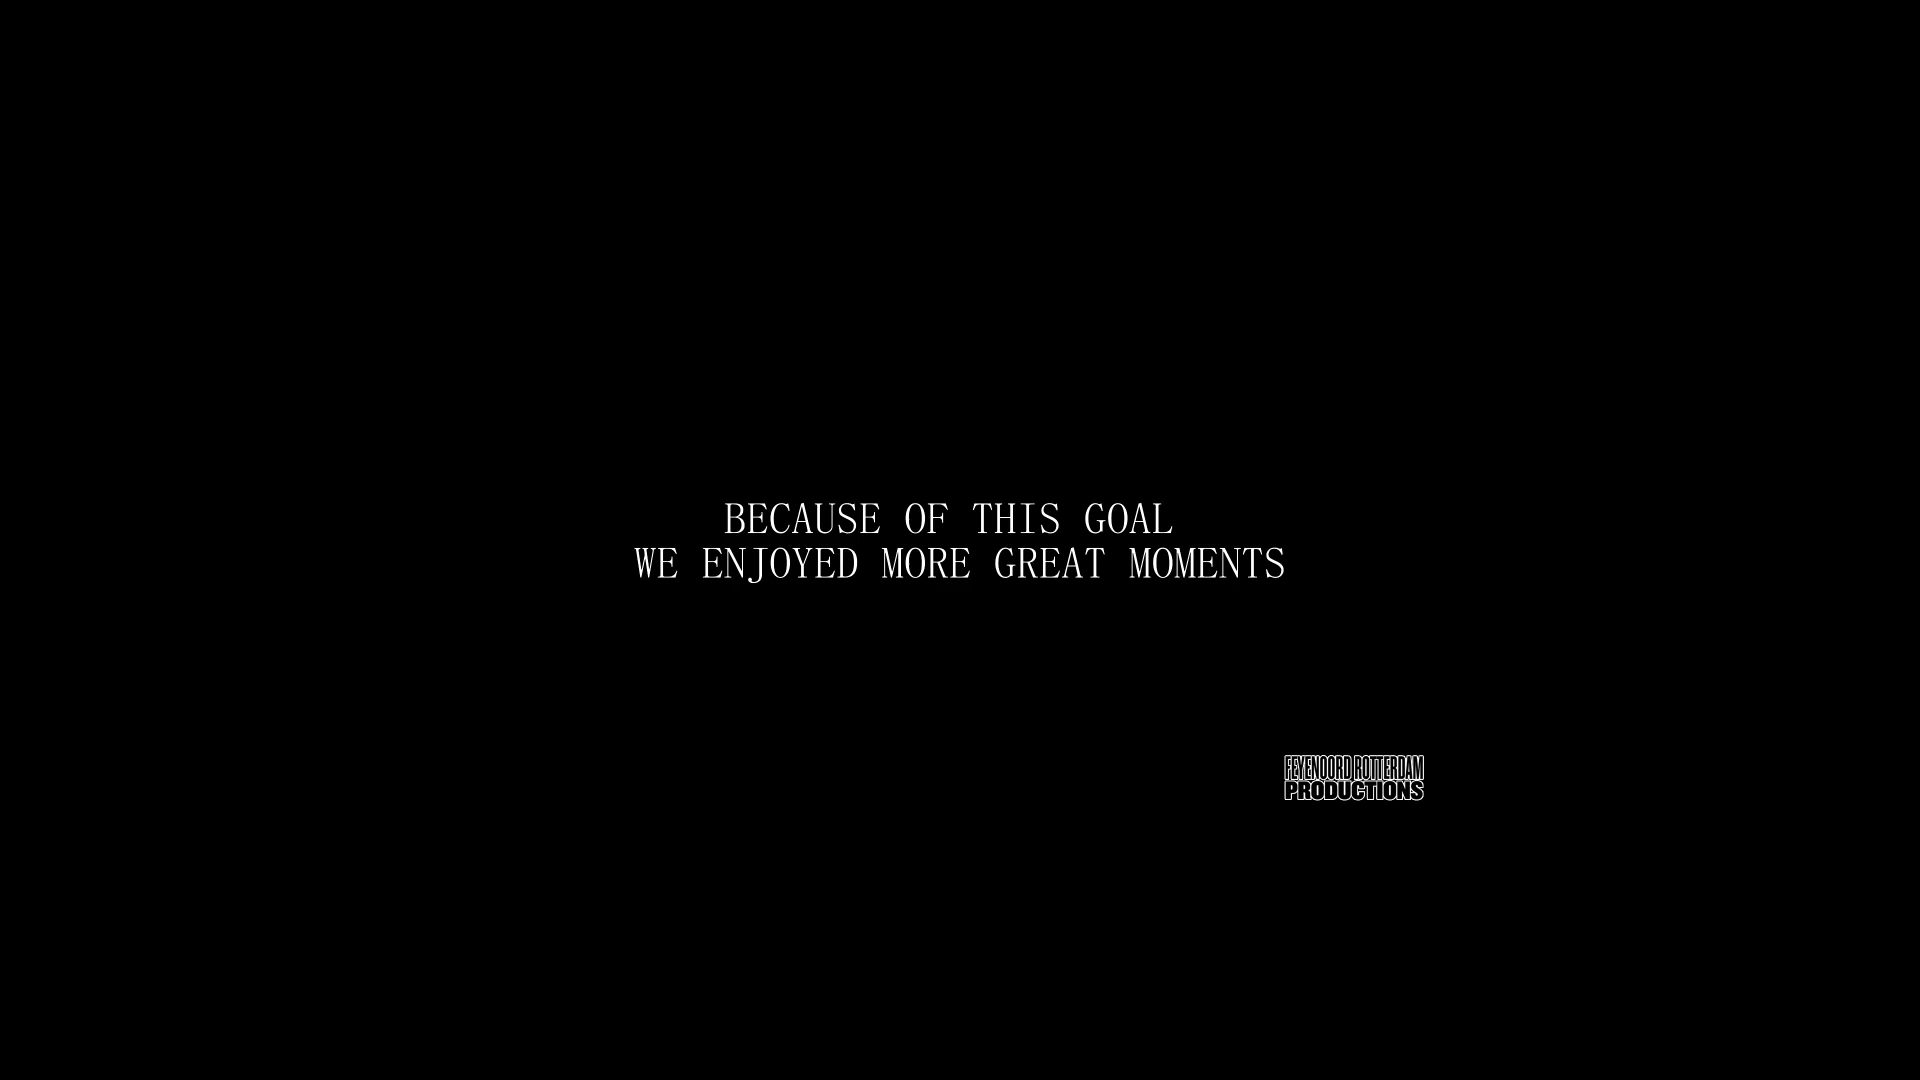 BECAUSE OF THIS GOAL
WE ENJOYED MORE GREAT MOMENTS
FEYENOORD ROTTERDAM
PRODUCTIONS